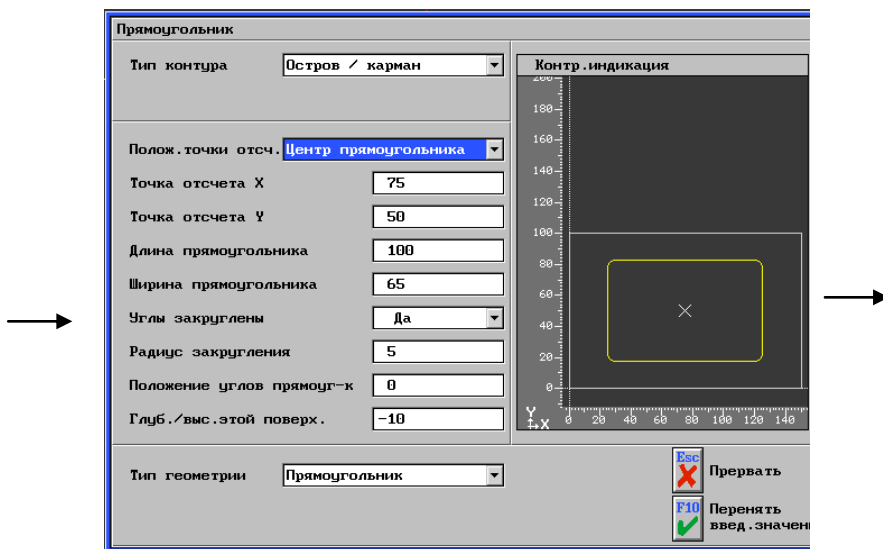 Прямоугольник
Тип контура Остров / карман
Контр.индикация
200
180
160
140
120
100
80
60
40
20
0
Y
X
0 20 40 60 80 100 120 140
Полож.точки отсч. Центр прямоугольника
Точка отсчета X 75
Точка отсчета Y 50
Длина прямоугольника 100
Ширина прямоугольника 65
Углы закруглены Да
Радиус закругления 5
Положение углов прямоуг-к 0
Глуб./выс.этой поверх. -10
Тип геометрии Прямоугольник
Esc Прервать
F10 Перенять
введ.значен